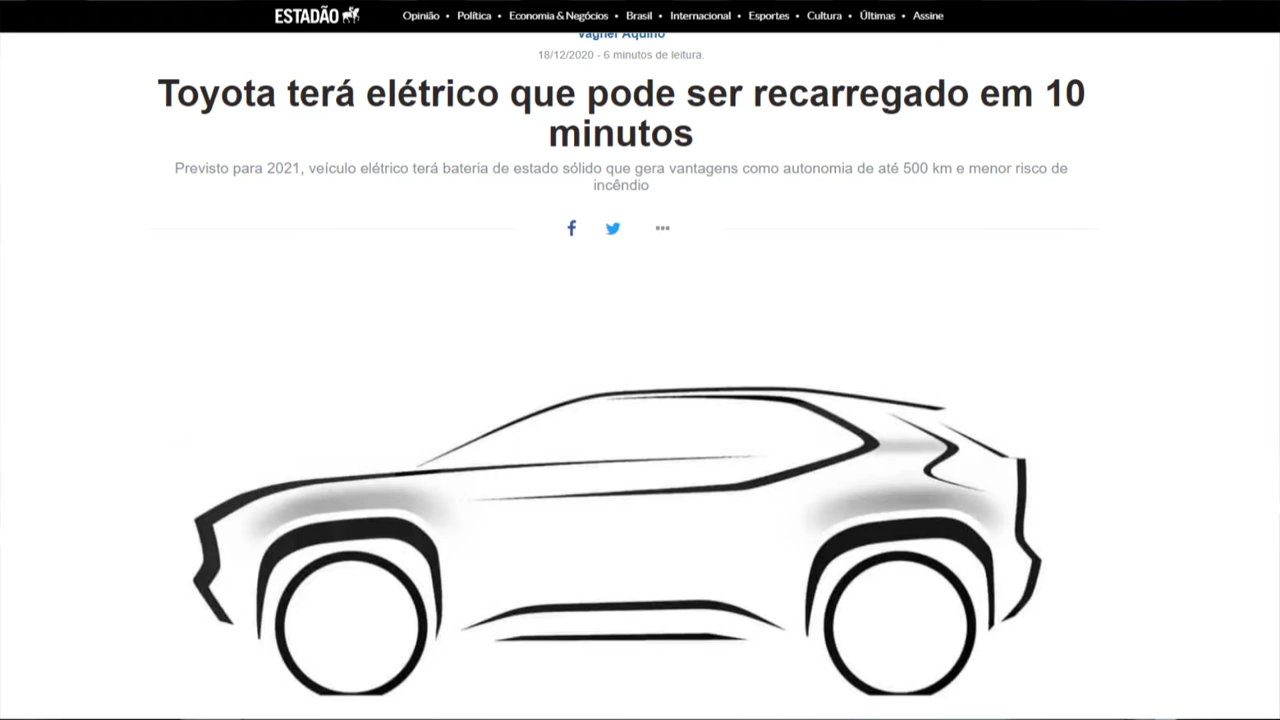 ESTADÃO
Opinião • Política • Economia & Negócios • Brasil • Internacional • Esportes • Cultura • Últimas • Assine
Vagner Aquino
18/12/2020 - 6 minutos de leitura.
Toyota terá elétrico que pode ser recarregado em 10
minutos
Previsto para 2021, veículo elétrico terá bateria de estado sólido que gera vantagens como autonomia de até 500 km e menor risco de
incêndio